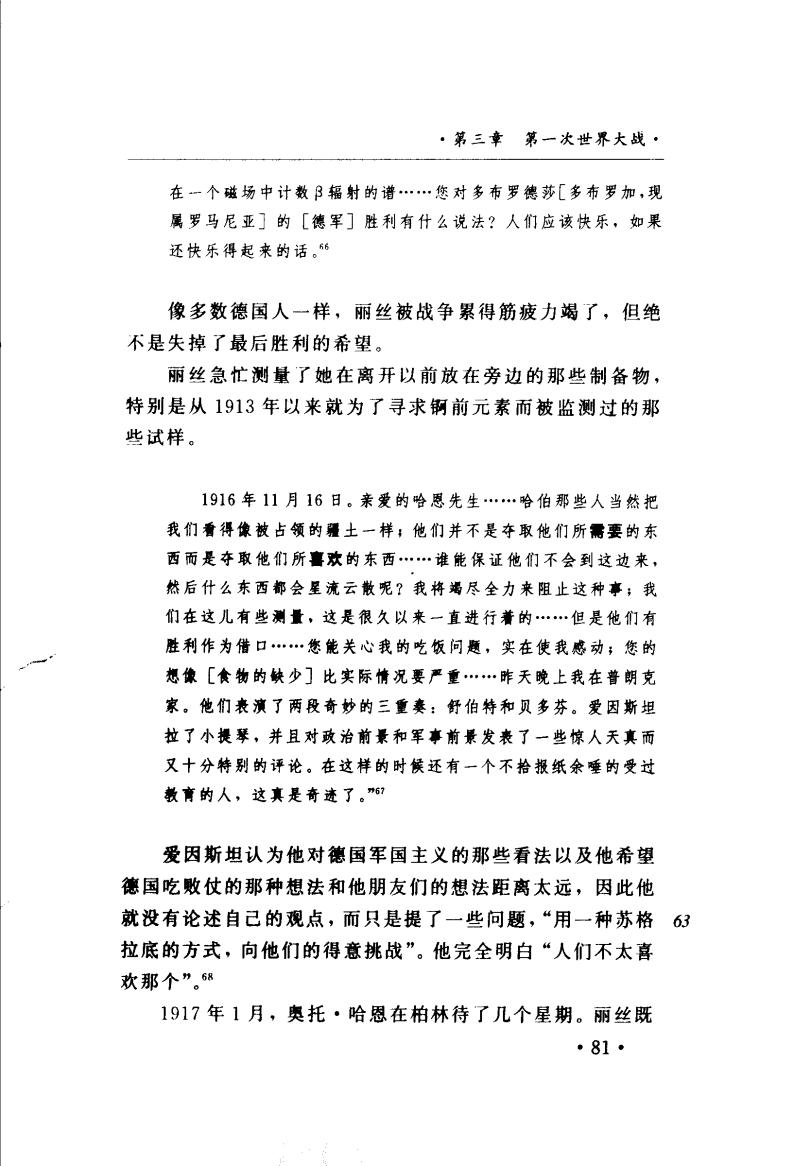 ·第三章 第一次世界大战·
在一个磁场中计数β辐射的谱……您对多布罗德莎[多布罗加,现
属罗马尼亚]的[德军]胜利有什么说法?人们应该快乐,如果
还快乐得起来的话。⁶⁶
像多数德国人一样,丽丝被战争累得筋疲力竭了,但绝
不是失掉了最后胜利的希望。
丽丝急忙测量了她在离开以前放在旁边的那些制备物,
特别是从1913年以来就为了寻求锕前元素而被监测过的那
些试样。
1916年11月16日。亲爱的哈恩先生……哈伯那些人当然把
我们看得像被占领的疆土一样;他们并不是夺取他们所需要的东
西而是夺取他们所喜欢的东西……谁能保证他们不会到这边来,
然后什么东西都会星流云散呢?我将竭尽全力来阻止这种事;我
们在这儿有些测量,这是很久以来一直进行着的……但是他们有
胜利作为借口……您能关心我的吃饭问题,实在使我感动;您的
想像[食物的缺少]比实际情况要严重……昨天晚上我在普朗克
家。他们表演了两段奇妙的三重奏:舒伯特和贝多芬。爱因斯坦
拉了小提琴,并且对政治前景和军事前景发表了一些惊人天真而
又十分特别的评论。在这样的时候还有一个不拾报纸余唾的受过
教育的人,这真是奇迹了。”⁶⁷
爱因斯坦认为他对德国军国主义的那些看法以及他希望
德国吃败仗的那种想法和他朋友们的想法距离太远,因此他
就没有论述自己的观点,而只是提了一些问题,“用一种苏格
63
拉底的方式,向他们的得意挑战”。他完全明白“人们不太喜
欢那个”。⁶⁸
1917年1月,奥托·哈恩在柏林待了几个星期。丽丝既
·81·